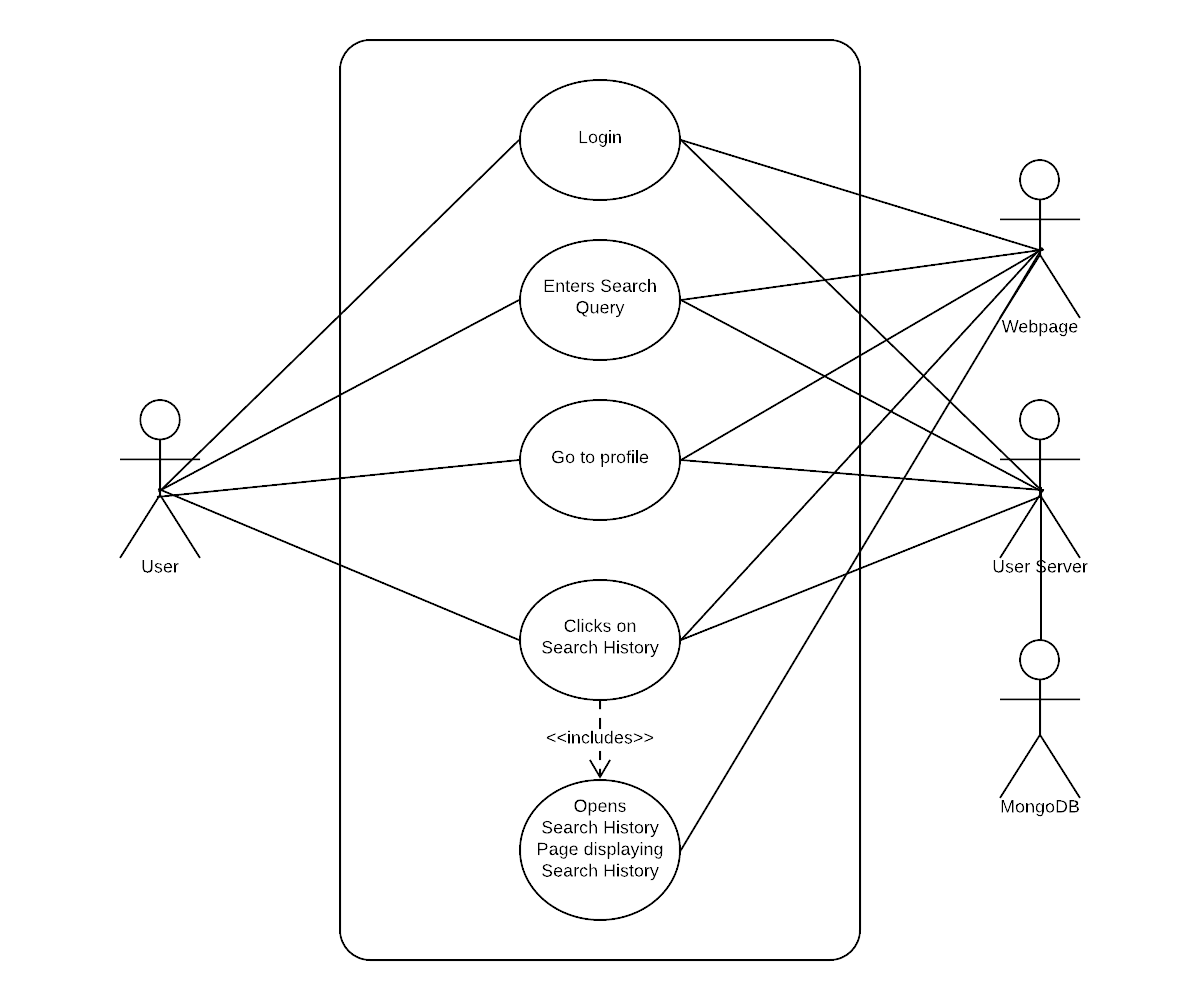 Login
Enters Search
Query
Webpage
Go to profile
User
User Server
Clicks on
Search History
<<includes>>
Opens
Search History
Page displaying
Search History
MongoDB